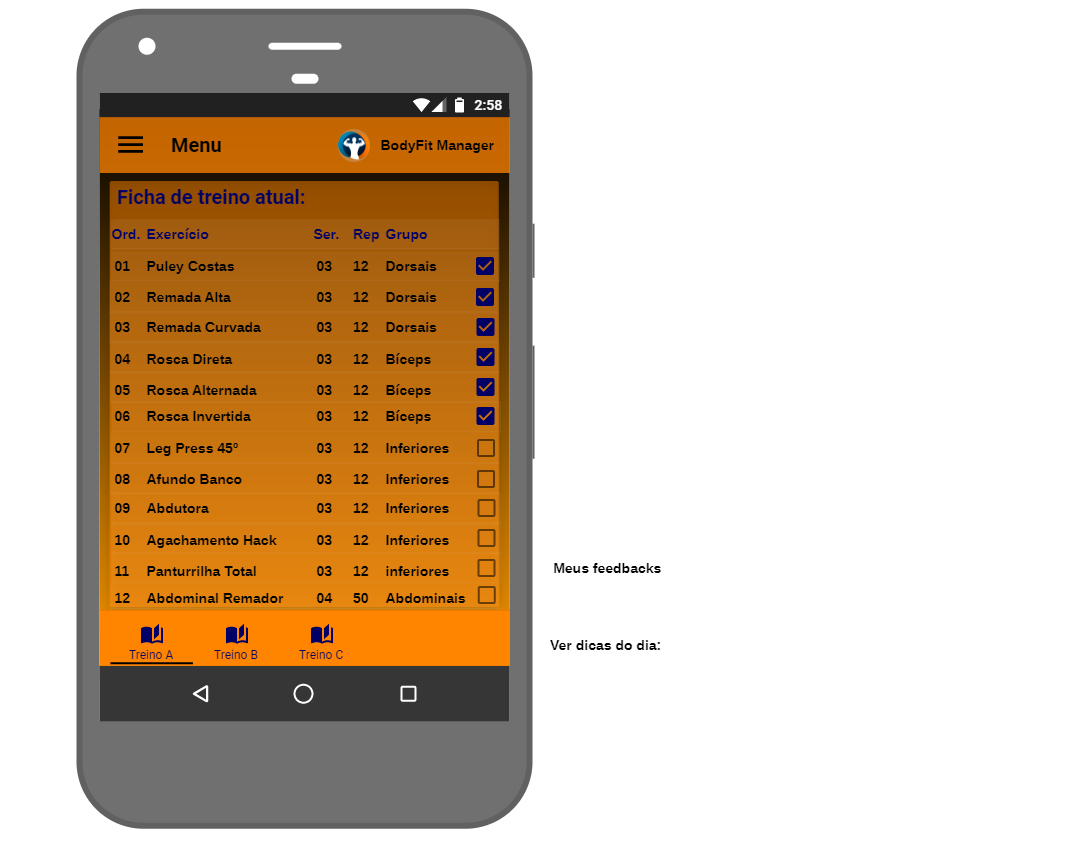 2:58
Menu BodyFit Manager
Ficha de treino atual:
Ord. Exercício Ser. Rep Grupo
01 Puley Costas 03 12 Dorsais
02 Remada Alta 03 12 Dorsais
03 Remada Curvada 03 12 Dorsais
04 Rosca Direta 03 12 Bíceps
05 Rosca Alternada 03 12 Bíceps
06 Rosca Invertida 03 12 Bíceps
07 Leg Press 45º 03 12 Inferiores
08 Afundo Banco 03 12 Inferiores
09 Abdutora 03 12 Inferiores
10 Agachamento Hack 03 12 Inferiores
11 Panturrilha Total 03 12 inferiores
12 Abdominal Remador 04 50 Abdominais
Treino A Treino B Treino C
Meus feedbacks
Ver dicas do dia: